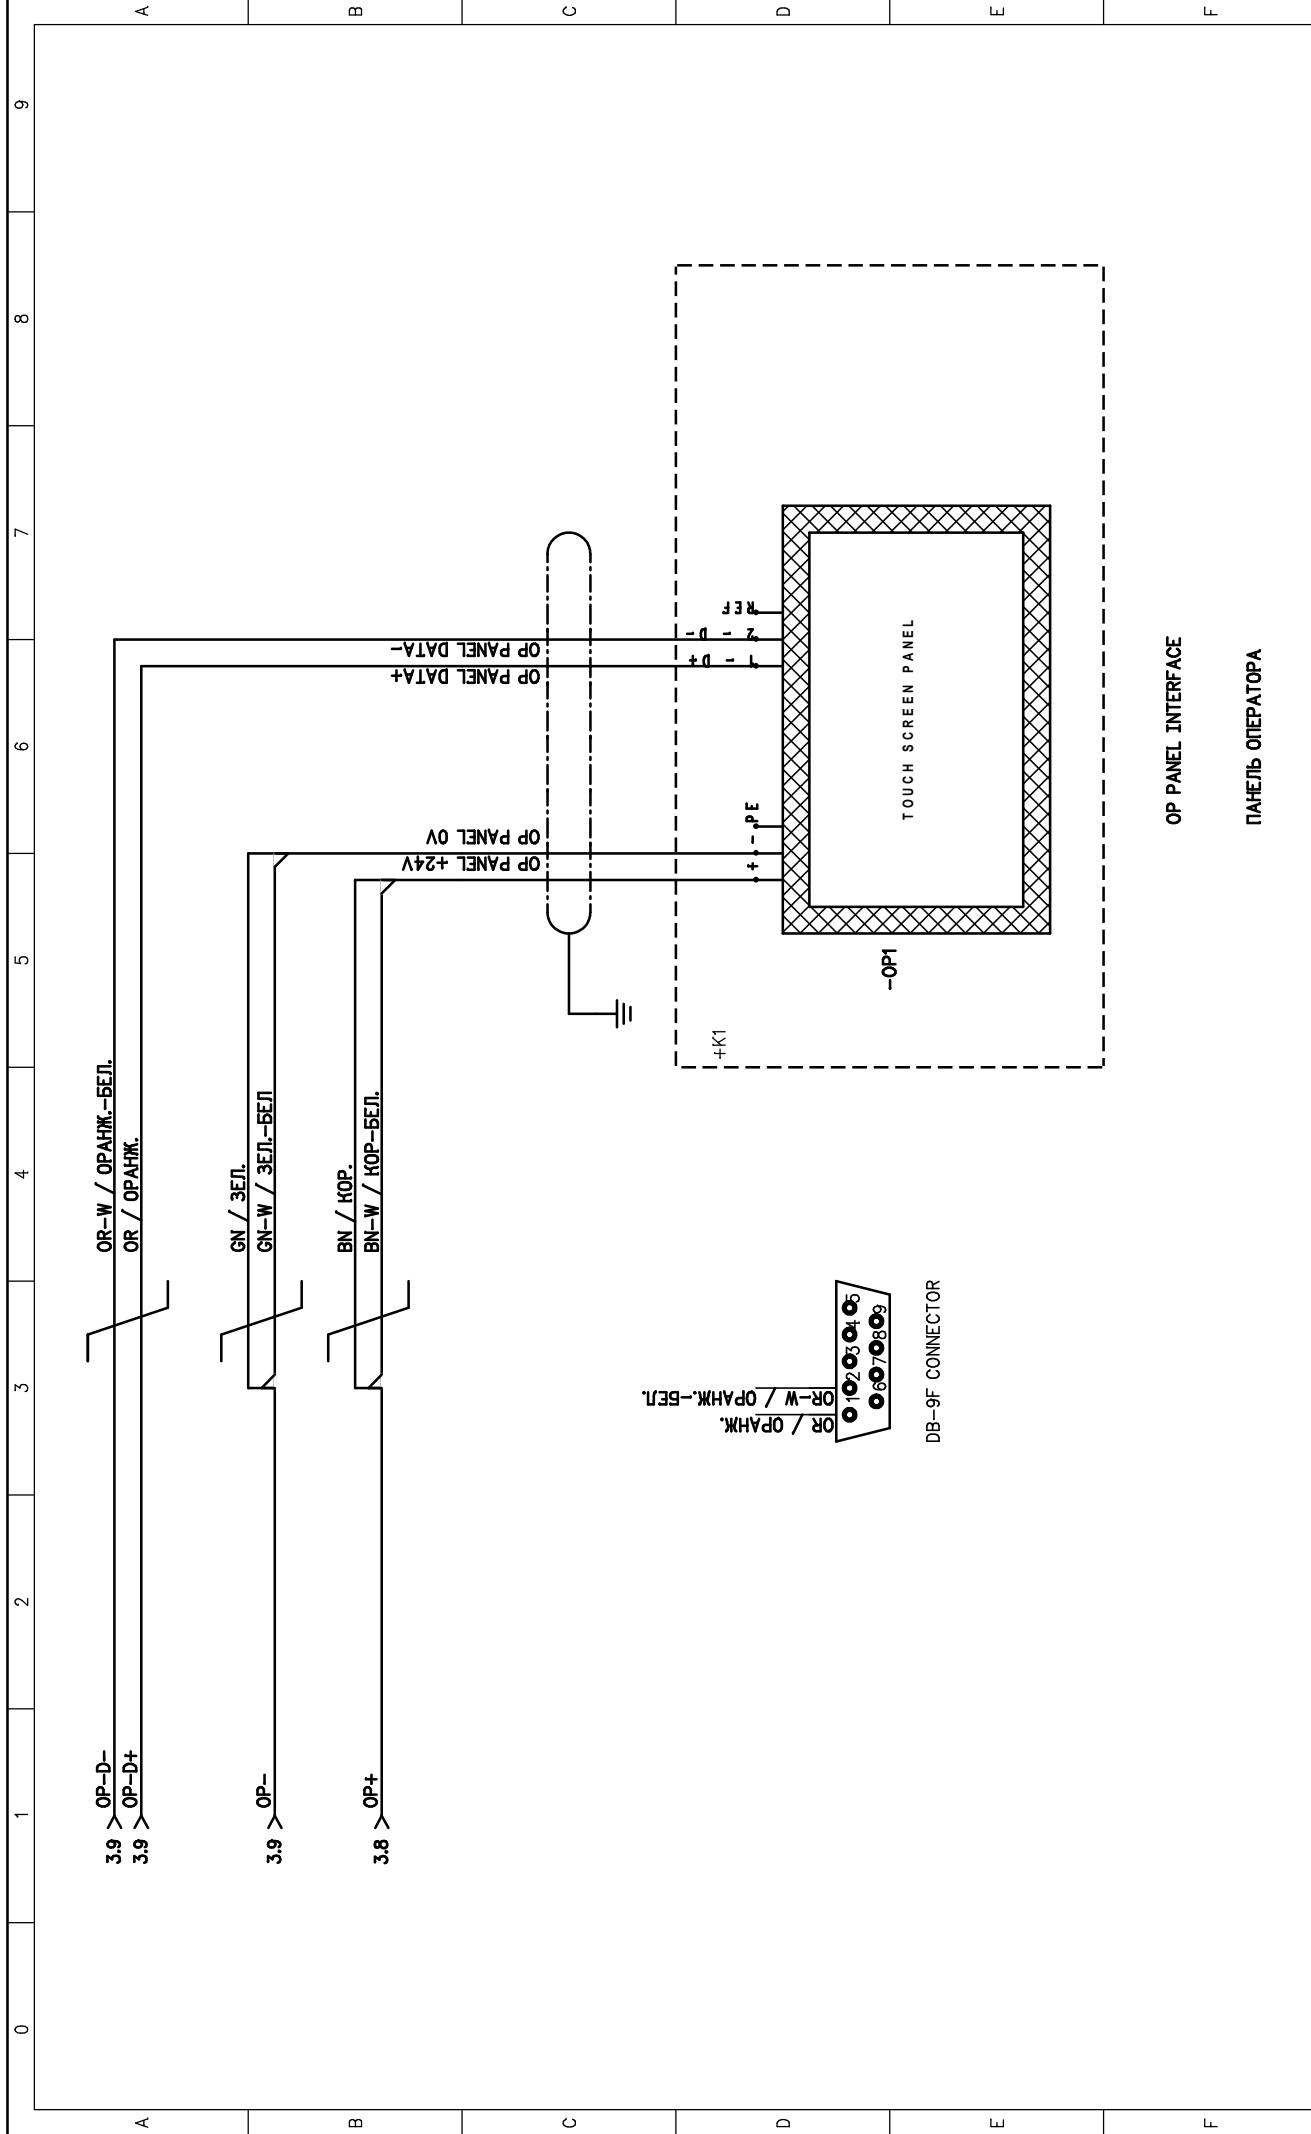 0 1 2 3 4 5 6 7 8 9
A
B
C
D
E
F
A
B
C
D
E
F
3.9 OP-D-
3.9 OP-D+
3.9 OP-
3.8 OP+
OR-W / ОРАНЖ.-БЕЛ.
OR / ОРАНЖ.
GN / ЗЕЛ.
GN-W / ЗЕЛ.-БЕЛ
BN / КОР.
BN-W / КОР-БЕЛ.
OP PANEL +24V
OP PANEL 0V
OP PANEL DATA+
OP PANEL DATA-
+K1
+
-
PE
1 - D+
2 - D-
REF
TOUCH SCREEN PANEL
-OP1
OR / ОРАНЖ.
OR-W / ОРАНЖ.-БЕЛ.
1 2 3 4 5
6 7 8 9
DB-9F CONNECTOR
OP PANEL INTERFACE
ПАНЕЛЬ ОПЕРАТОРА